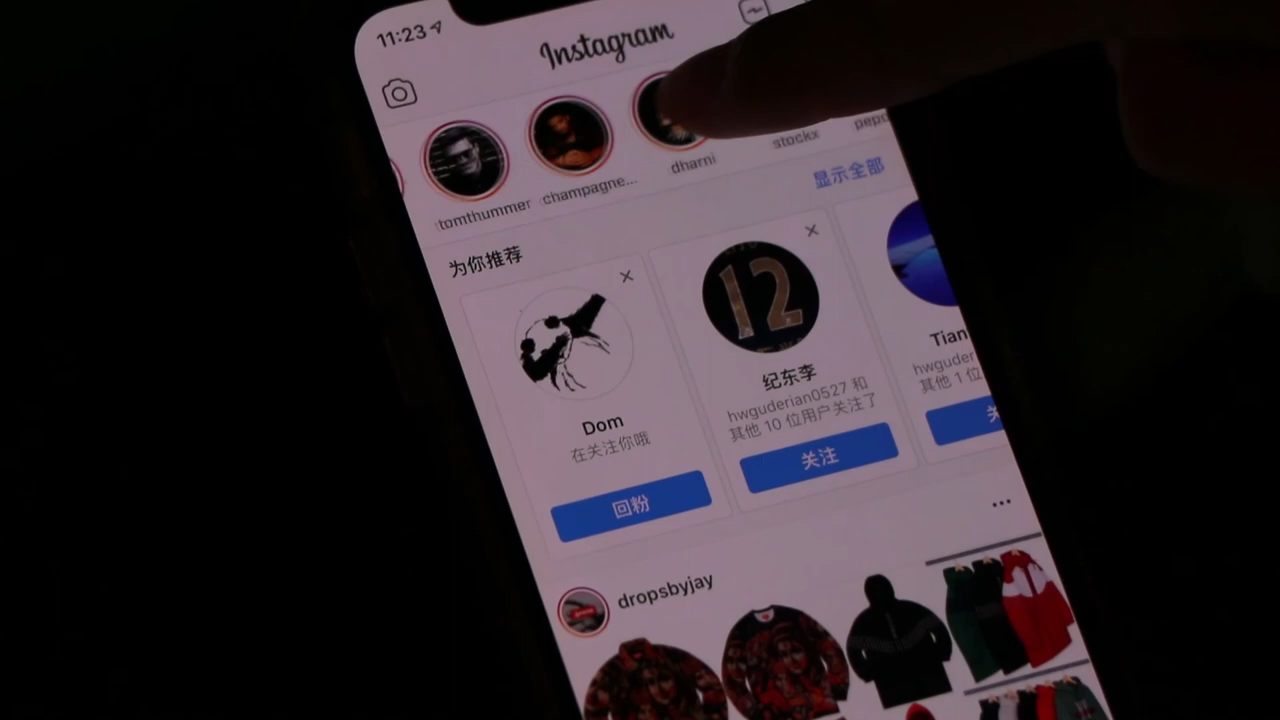 11:23
Instagram
tomthummer
champagne...
dharni
stockx
显示全部
为你推荐
12
Dom
在关注你哦
回粉
纪东李
hwguderian0527 和
其他 10 位用户关注了
关注
Tian
hwguder
其他 1 位
dropsbyjay